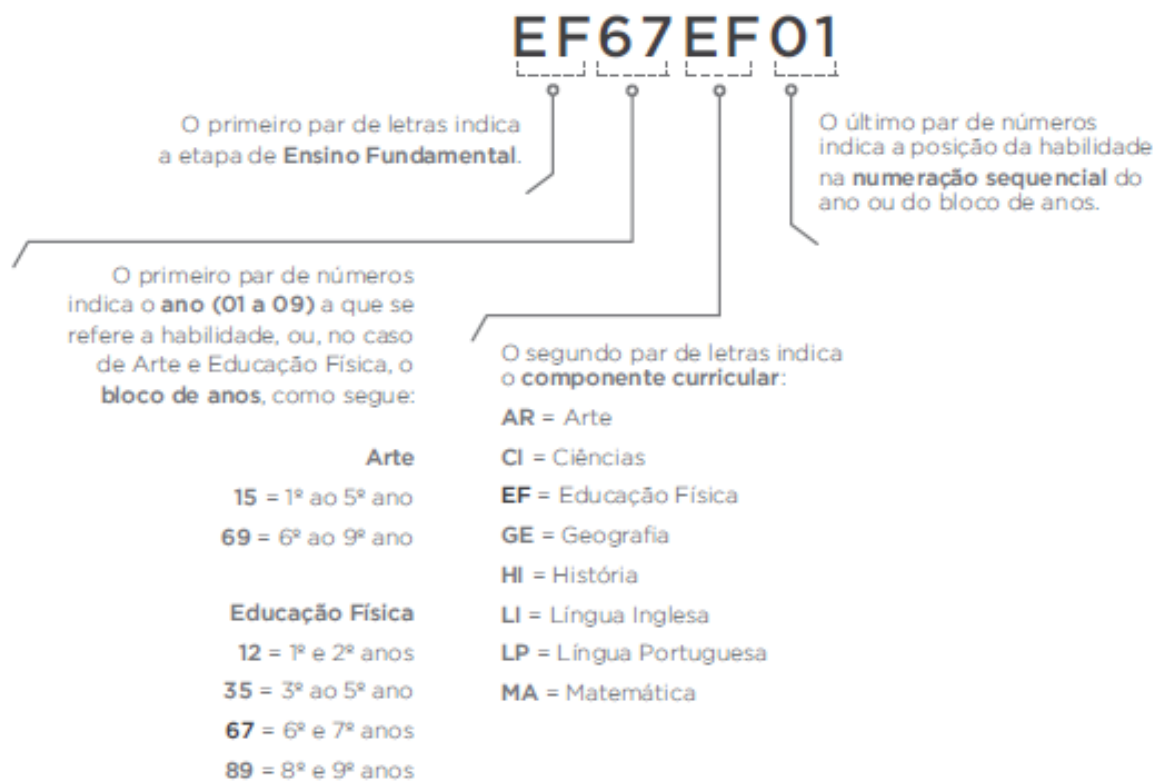 EF67EF01
O primeiro par de letras indica
a etapa de Ensino Fundamental.
O último par de números
indica a posição da habilidade
na numeração sequencial do
ano ou do bloco de anos.
O primeiro par de números
indica o ano (01 a 09) a que se
refere a habilidade, ou, no caso
de Arte e Educação Física, o
bloco de anos, como segue:
Arte
15 = 1º ao 5º ano
69 = 6º ao 9º ano
Educação Física
12 = 1º e 2º anos
35 = 3º ao 5º ano
67 = 6º e 7º anos
89 = 8º e 9º anos
O segundo par de letras indica
o componente curricular:
AR = Arte
CI = Ciências
EF = Educação Física
GE = Geografia
HI = História
LI = Língua Inglesa
LP = Língua Portuguesa
MA = Matemática